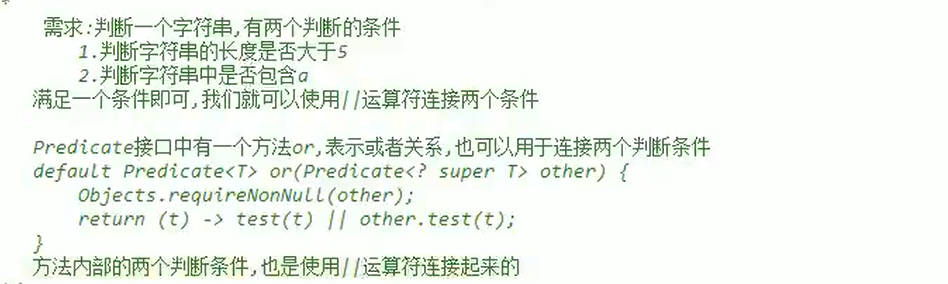 需求:判断一个字符串,有两个判断的条件
1.判断字符串的长度是否大于5
2.判断字符串中是否包含a
满足一个条件即可,我们就可以使用||运算符连接两个条件
Predicate接口中有一个方法or,表示或者关系,也可以用于连接两个判断条件
default Predicate<T> or(Predicate<? super T> other) {
Objects.requireNonNull(other);
return (t) -> test(t) || other.test(t);
}
方法内部的两个判断条件,也是使用||运算符连接起来的